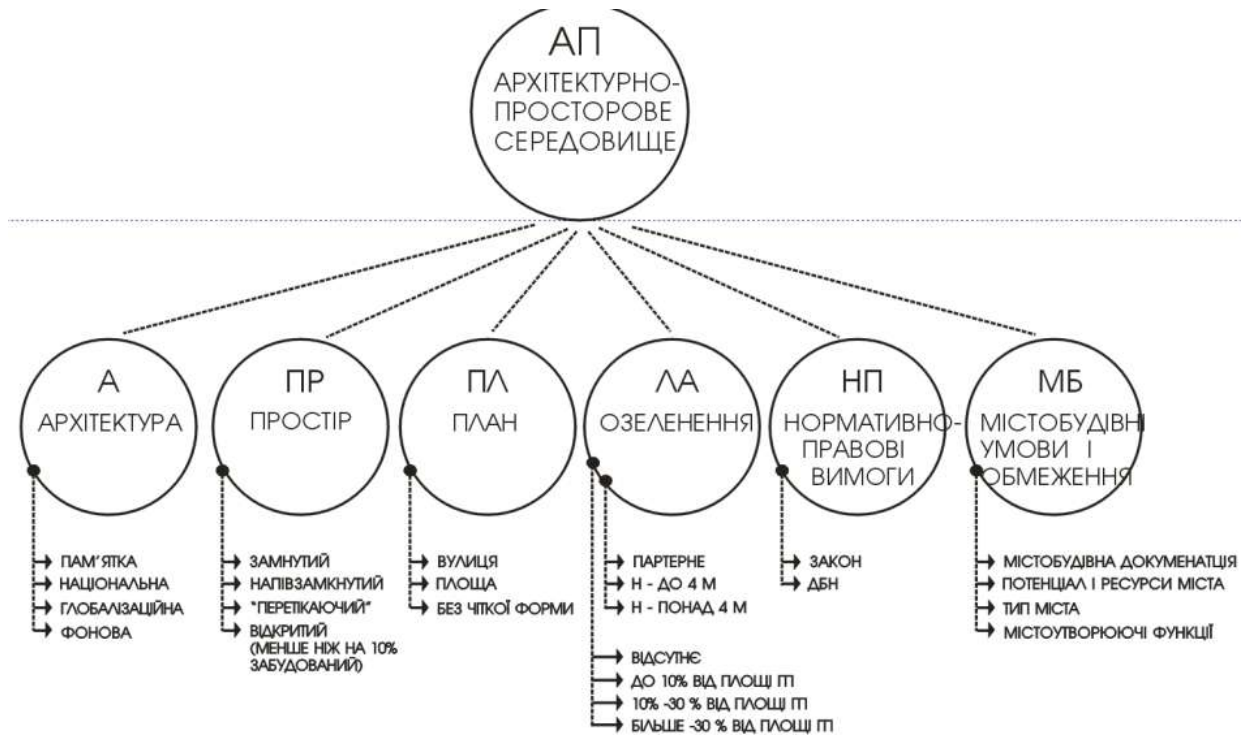 АП
АРХІТЕКТУРНО-
ПРОСТОРОВЕ
СЕРЕДОВИЩЕ
А
АРХІТЕКТУРА
ПР
ПРОСТІР
ПЛ
ПЛАН
ЛА
ОЗЕЛЕНЕННЯ
НП
НОРМАТИВНО-
ПРАВОВІ
ВИМОГИ
МБ
МІСТОБУДІВНІ
УМОВИ І
ОБМЕЖЕННЯ
ПАМ'ЯТКА
НАЦІОНАЛЬНА
ГЛОБАЛІЗАЦІЙНА
ФОНОВА
ЗАМНУТИЙ
НАПІВЗАМКНУТИЙ
"ПЕРЕТІКАЮЧИЙ"
ВІДКРИТИЙ
(МЕНШЕ НІЖ НА 10%
ЗАБУДОВАНИЙ)
ВУЛИЦЯ
ПЛОЩА
БЕЗ ЧІТКОЇ ФОРМИ
ПАРТЕРНЕ
Н - ДО 4 М
Н - ПОНАД 4 М
ВІДСУТНЄ
ДО 10% ВІД ПЛОЩІ ГП
10% -30 % ВІД ПЛОЩІ ГП
БІЛЬШЕ -30 % ВІД ПЛОЩІ ГП
ЗАКОН
ДБН
МІСТОБУДІВНА ДОКУМЕНАТЦІЯ
ПОТЕНЦІАЛ І РЕСУРСИ МІСТА
ТИП МІСТА
МІСТОУТВОРЮЮЧІ ФУНКЦІЇ